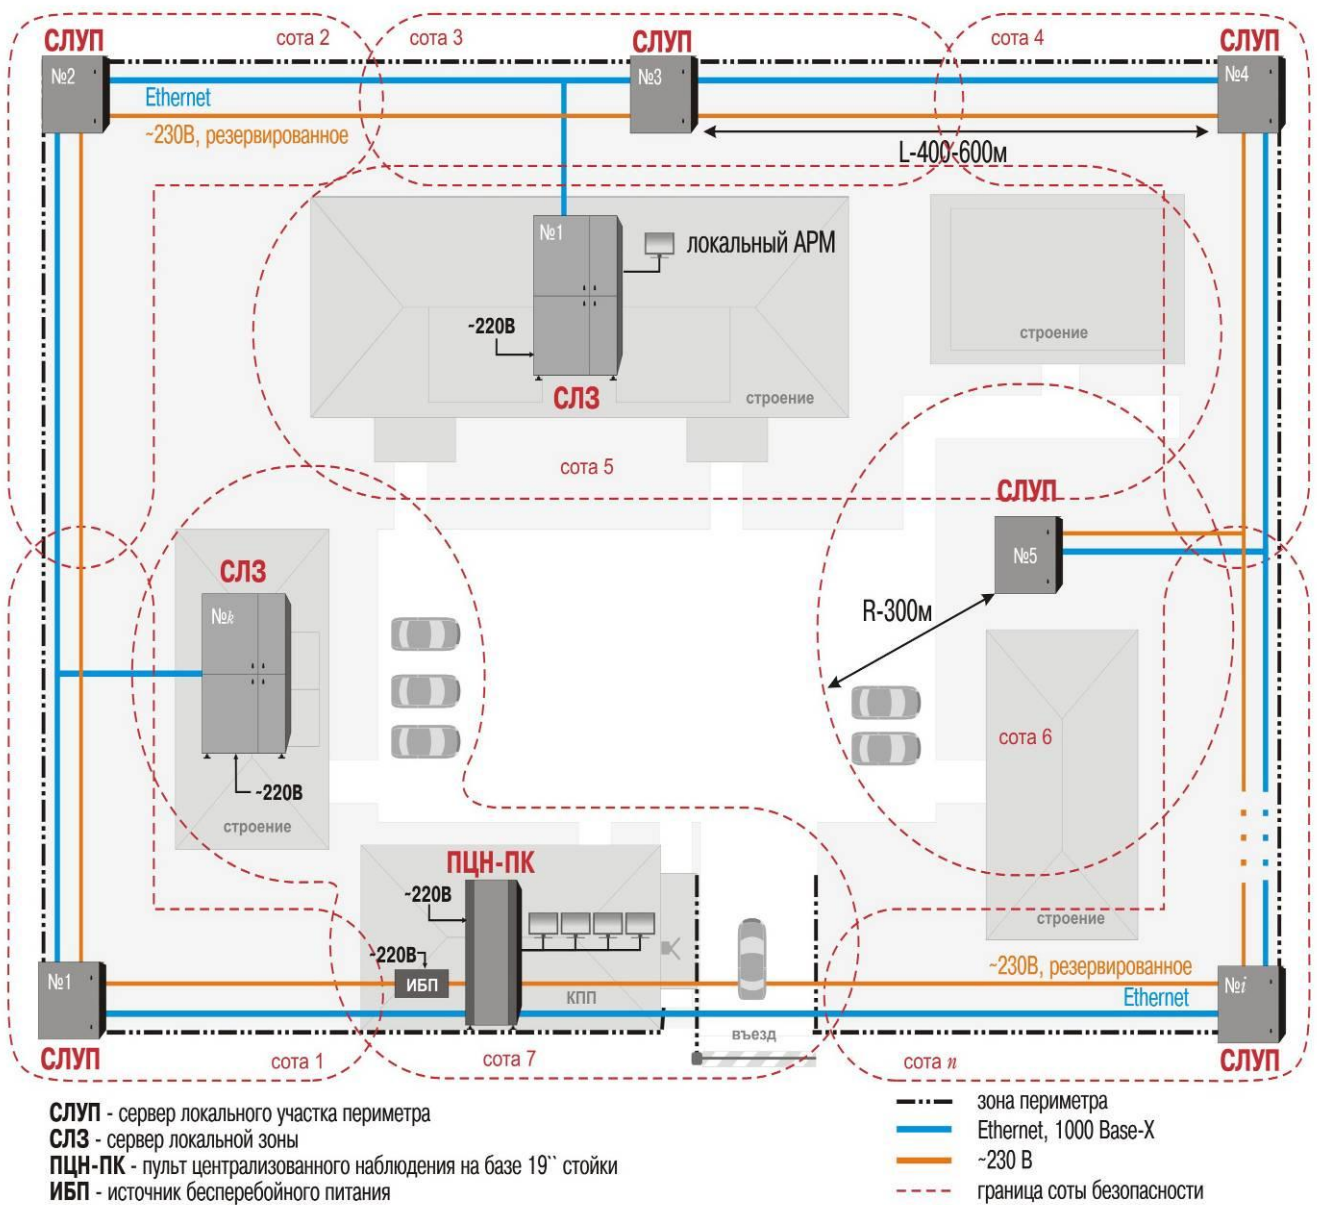 СЛУП
сота 2
сота 3
СЛУП
сота 4
СЛУП
№2
№3
№4
Ethernet
~230В, резервированное
L-400-600м
№1
локальный АРМ
~220В
СЛЗ
строение
строение
сота 5
СЛУП
№5
СЛЗ
№k
R-300м
сота 6
~220В
строение
ПЦН-ПК
~220В
строение
~220В
ИБП
КПП
~230В, резервированное
Ethernet
№1
№i
въезд
СЛУП
сота 1
сота 7
сота n
СЛУП
СЛУП - сервер локального участка периметра
СЛЗ - сервер локальной зоны
ПЦН-ПК - пульт централизованного наблюдения на базе 19`` стойки
ИБП - источник бесперебойного питания
зона периметра
Ethernet, 1000 Base-X
~230 В
граница соты безопасности